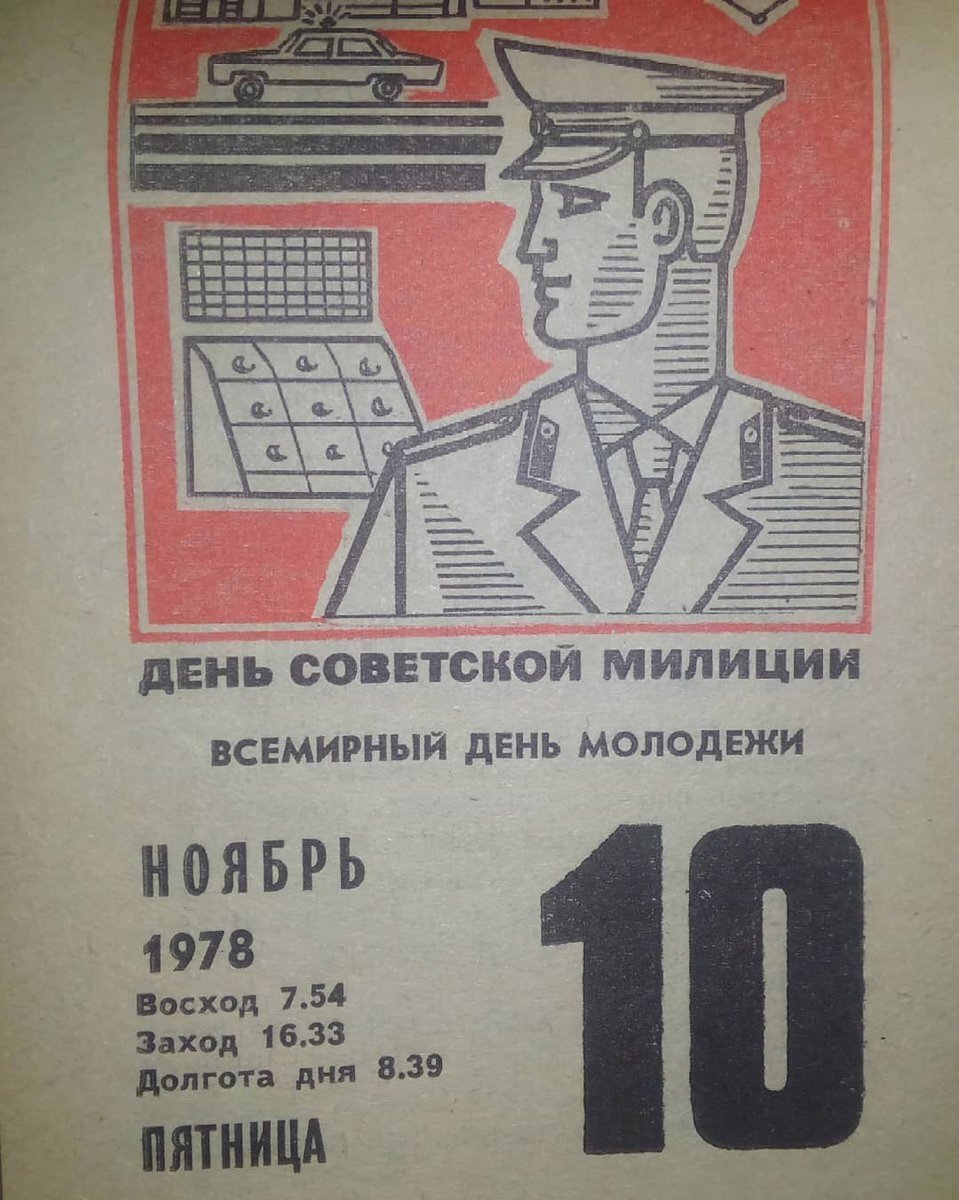 ДЕНЬ СОВЕТСКОЙ МИЛИЦИИ
ВСЕМИРНЫЙ ДЕНЬ МОЛОДЕЖИ
НОЯБРЬ
10
1978
Восход 7.54
Заход 16.33
Долгота дня 8.39
ПЯТНИЦА